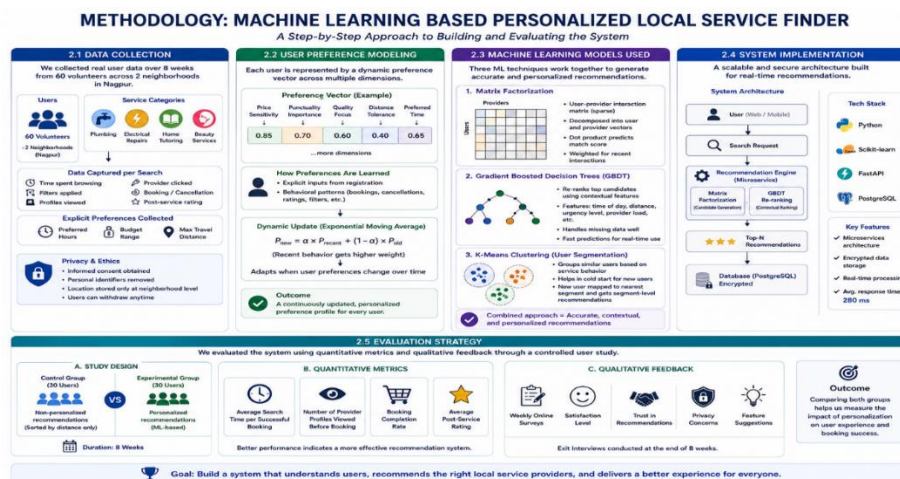 METHODOLOGY: MACHINE LEARNING BASED PERSONALIZED LOCAL SERVICE FINDER
A Step-by-Step Approach to Building and Evaluating the System
2.1 DATA COLLECTION
We collected real user data over 8 weeks
from 60 volunteers across 2 neighborhoods
in Nagpur.
Users
60 Volunteers
~2 Neighborhoods
(Nagpur)
Service Categories
Plumbing
Electrical
Repairs
Home
Tutoring
Beauty
Services
Data Captured per Search
Time spent browsing
Filters applied
Profiles viewed
Provider clicked
Booking / Cancellation
Post-service rating
Explicit Preferences Collected
Preferred
Hours
Budget
Range
Max Travel
Distance
Privacy & Ethics
• Informed consent obtained
• Personal identifiers removed
• Location stored only at neighborhood level
• Users can withdraw anytime
2.2 USER PREFERENCE MODELING
Each user is represented by a dynamic preference
vector across multiple dimensions.
Preference Vector (Example)
Price
Sensitivity
Punctuality
Importance
Quality
Focus
Distance
Tolerance
Preferred
Time
0.85
0.70
0.60
0.40
0.65
...more dimensions
How Preferences Are Learned
• Explicit inputs from registration
• Behavioral patterns (bookings, cancellations,
ratings, filters, etc.)
Dynamic Update (Exponential Moving Average)
Pnew = α × Precent + (1−α) × Pold
(Recent behavior gets higher weight)
Adapts when user preferences change over time
Outcome
A continuously updated, personalized
preference profile for every user.
2.3 MACHINE LEARNING MODELS USED
Three ML techniques work together to generate
accurate and personalized recommendations.
1. Matrix Factorization
Providers
Users
• User-provider interaction
matrix (sparse)
• Decomposed into user and
provider vectors
• Dot product predicts
match score
• Weighted for recent
interactions
2. Gradient Boosted Decision Trees (GBDT)
• Re-ranks top candidates
using contextual features
• Features: time of day, distance,
urgency level, provider load,
etc.
• Handles missing data well
• Fast predictions for real-time use
3. K-Means Clustering (User Segmentation)
• Groups similar users based on
service behavior
• Helps in cold start for new users
• New user mapped to nearest
segment and gets segment-level
recommendations
Combined approach = Accurate, contextual,
and personalized recommendations
2.4 SYSTEM IMPLEMENTATION
A scalable and secure architecture built
for real-time recommendations.
System Architecture
User (Web / Mobile)
Search Request
Recommendation Engine
(Microservice)
Matrix
Factorization
(Candidate Generation)
GBDT
Re-ranking
(Contextual Ranking)
Top-N
Recommendations
Database (PostgreSQL)
Encrypted
Tech Stack
Python
Scikit-learn
FastAPI
PostgreSQL
Key Features
✓ Microservices
architecture
✓ Encrypted data
storage
✓ Real-time processing
✓ Avg. response time
280 ms
2.5 EVALUATION STRATEGY
We evaluated the system using quantitative metrics and qualitative feedback through a controlled user study.
A. STUDY DESIGN
Control Group
(30 Users)
Non-personalized
recommendations
(Sorted by distance only)
VS
Experimental Group
(30 Users)
Personalized
recommendations
(ML-based)
Duration: 8 Weeks
B. QUANTITATIVE METRICS
Average Search
Time per Successful
Booking
Number of Provider
Profiles Viewed
Before Booking
Booking
Completion
Rate
Average
Post-Service
Rating
Better performance indicates a more effective recommendation system.
C. QUALITATIVE FEEDBACK
Weekly Online
Surveys
Satisfaction
Level
Trust in
Recommendations
Privacy
Concerns
Feature
Suggestions
Exit Interviews conducted at the end of 8 weeks.
Outcome
Comparing both groups
helps us measure the
impact of personalization
on user experience and
booking success.
Goal: Build a system that understands users, recommends the right local service providers, and delivers a better experience for everyone.